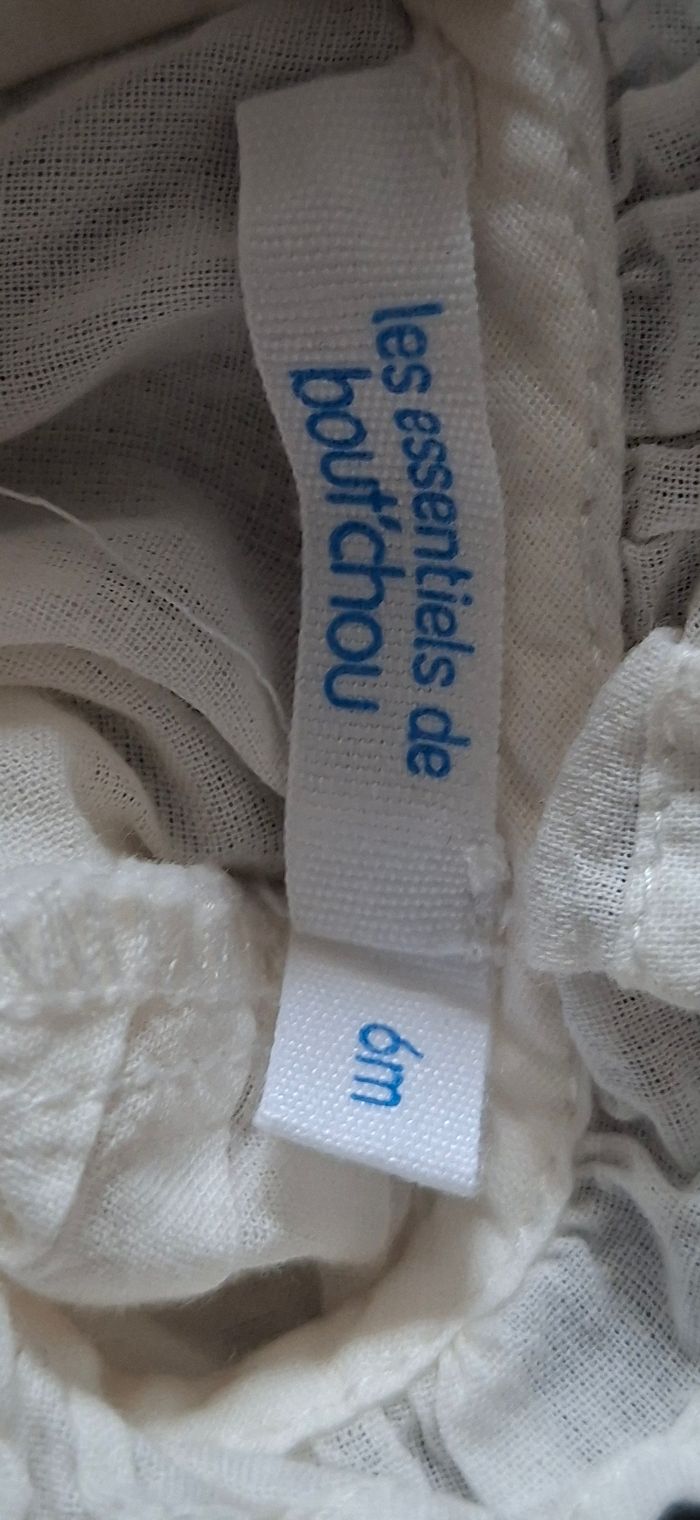 les essentiels de
bout'chou
6m